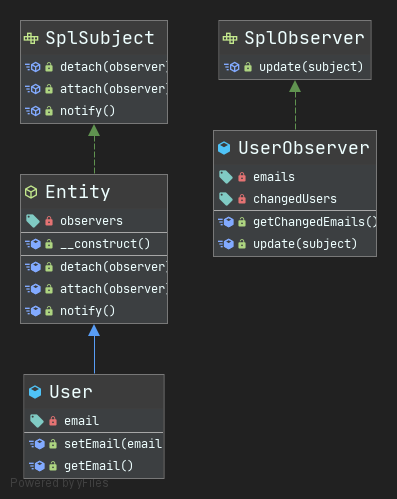 SplSubject
detach(observer)
attach(observer)
notify()
SplObserver
update(subject)
Entity
observers
__construct()
detach(observer)
attach(observer)
notify()
UserObserver
emails
changedUsers
getChangedEmails()
update(subject)
User
email
setEmail(email
getEmail()
Powered by yFiles